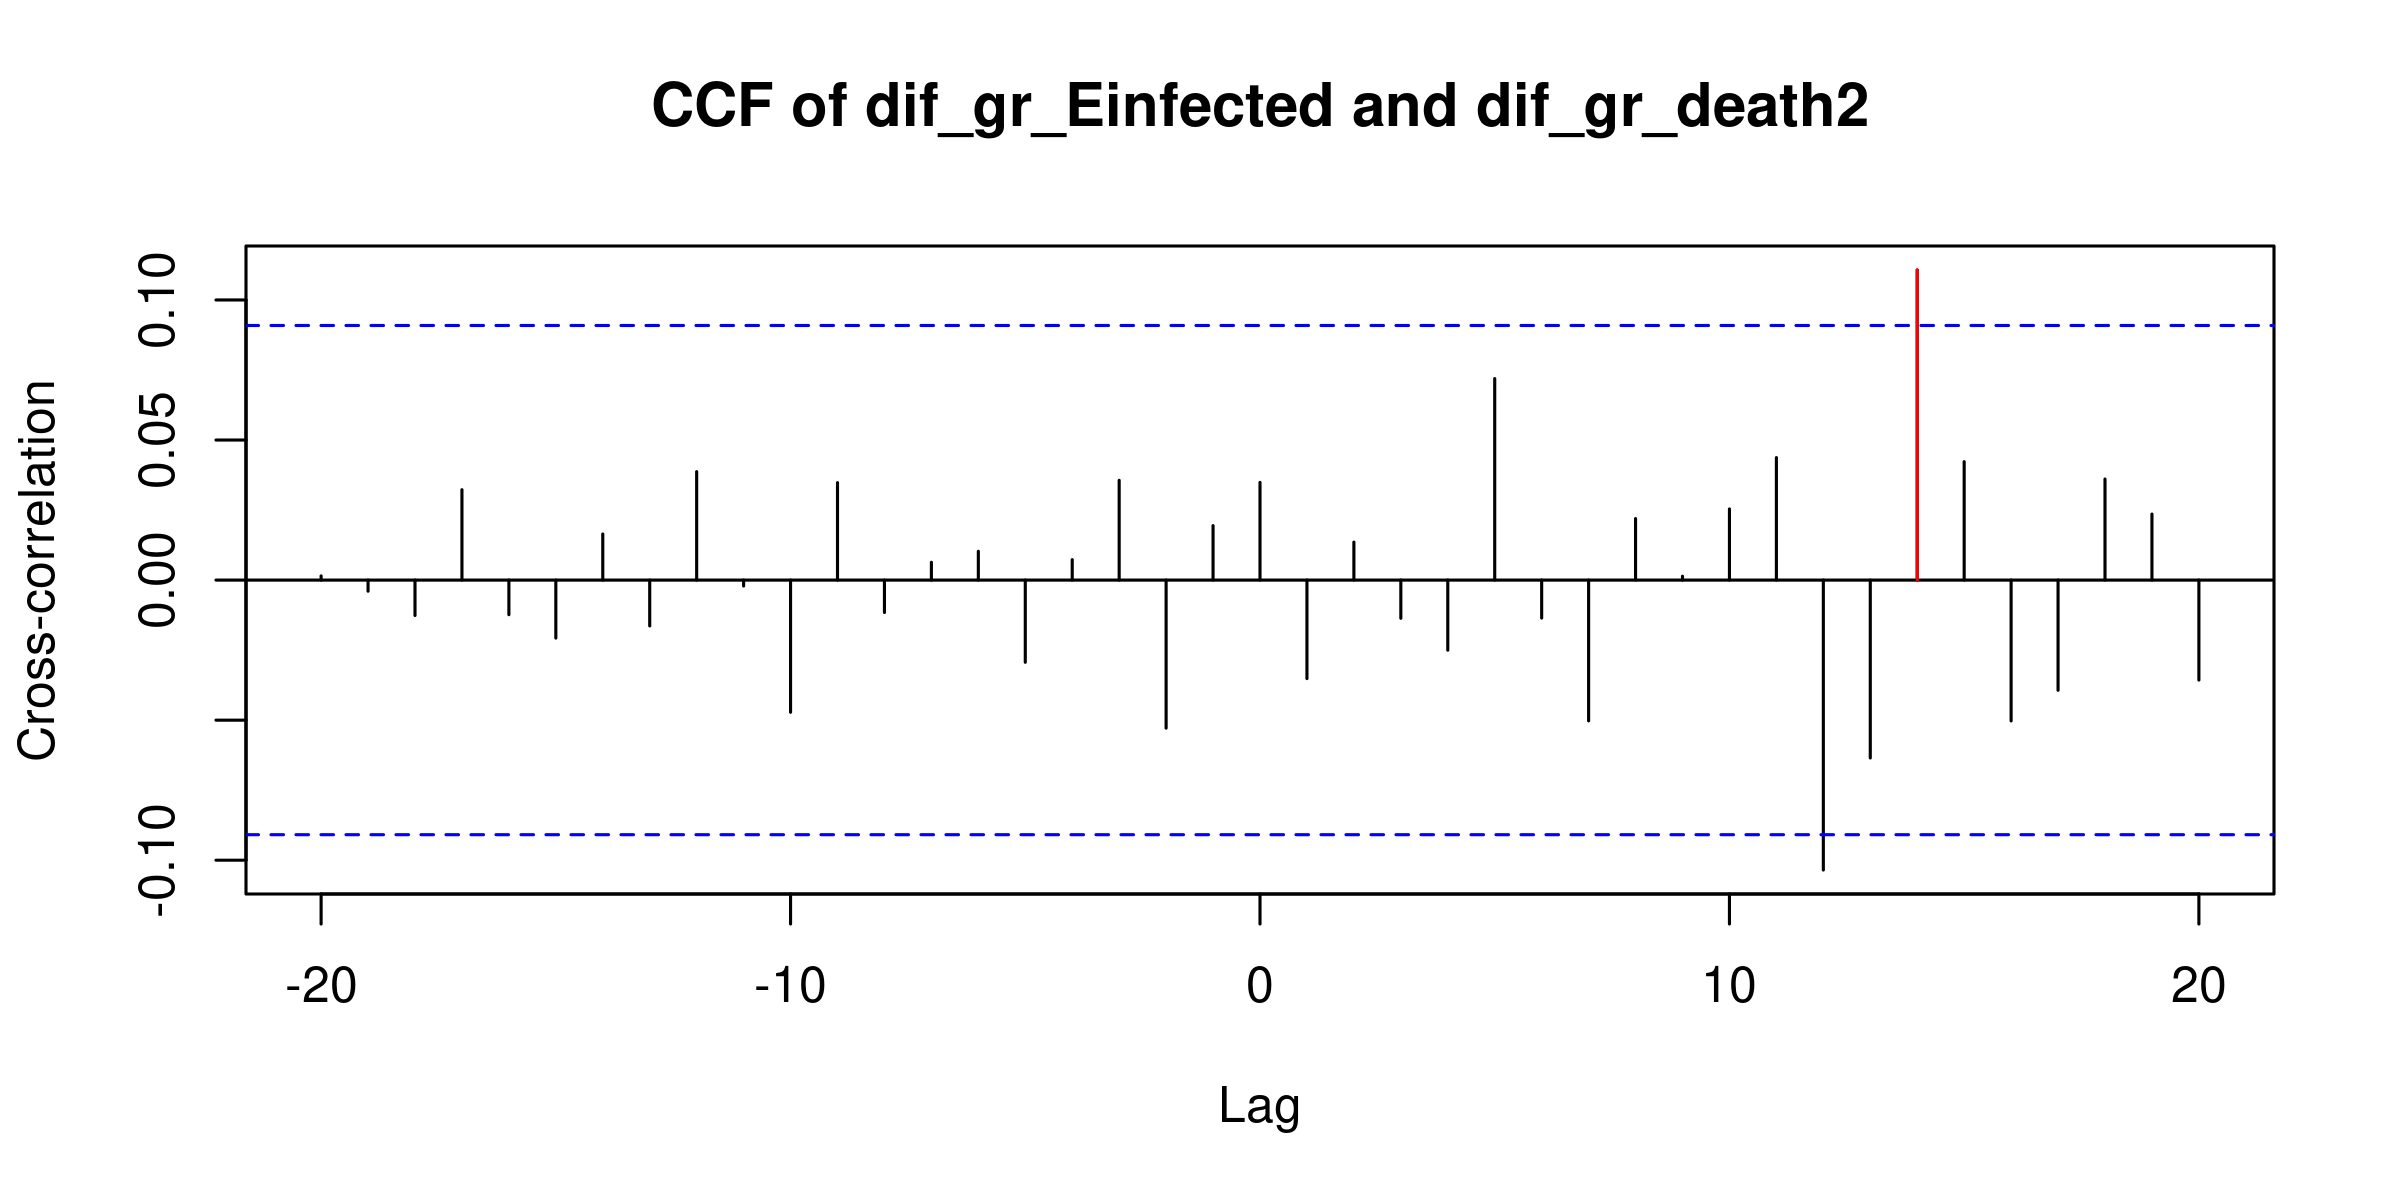 CCF of dif_gr_Einfected and dif_gr_death2
Cross-correlation
0.10
0.05
0.00
-0.10
-20 -10 0 10 20
Lag